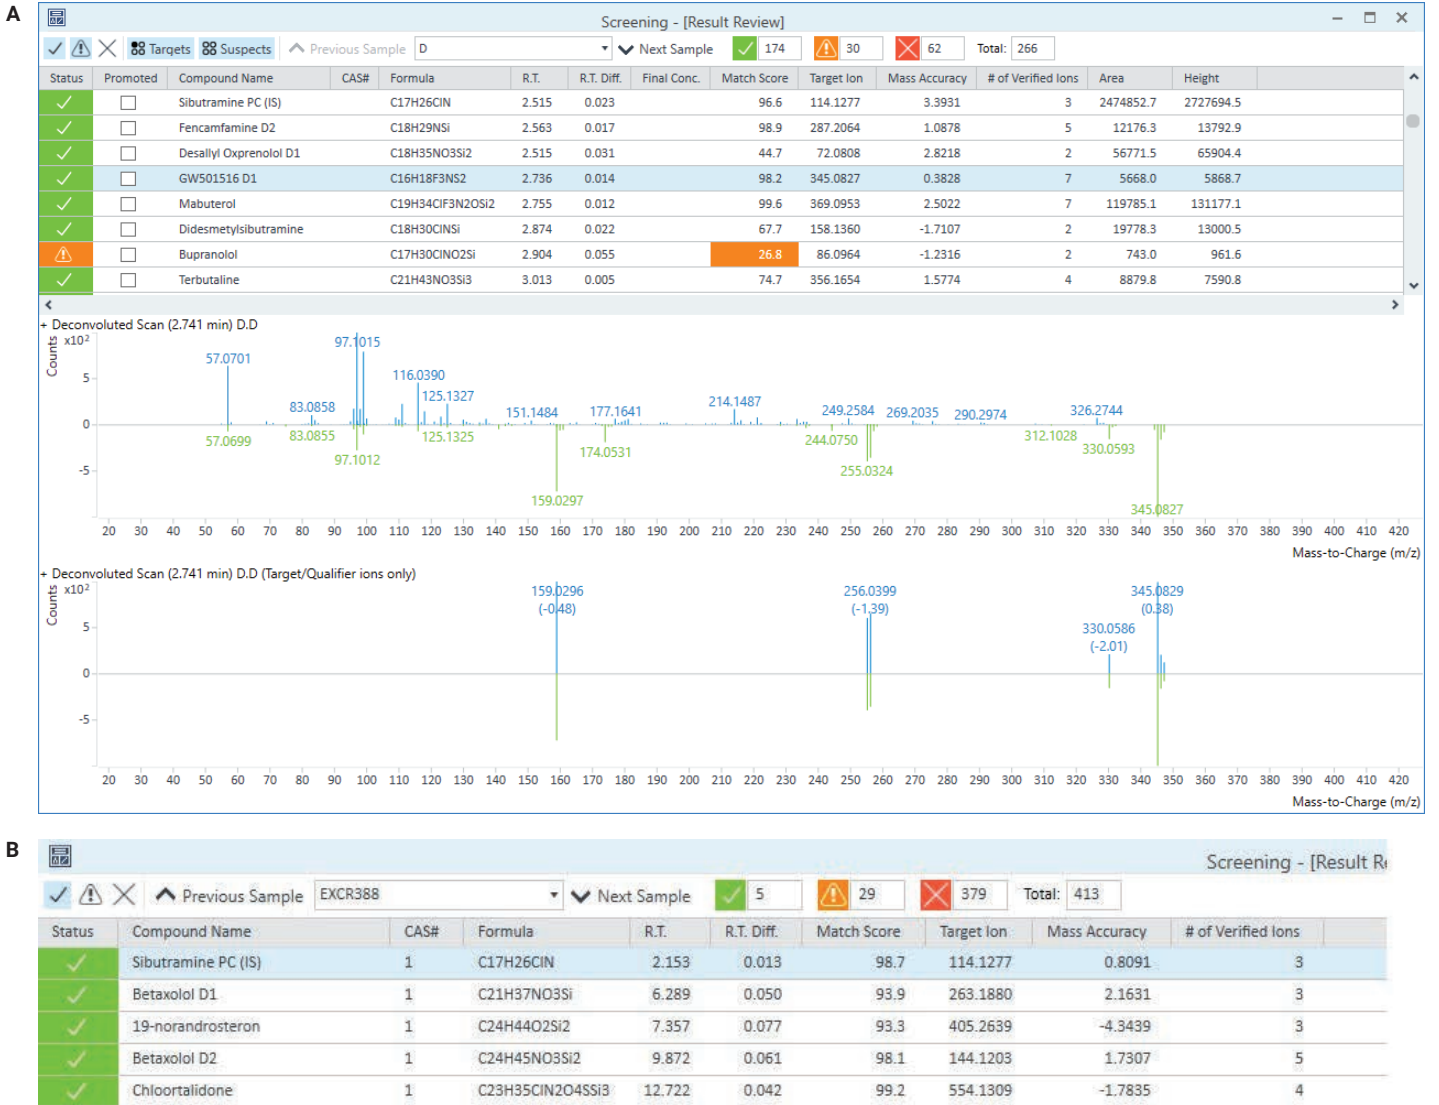 A
Screening - [Result Review]
Targets Suspects Previous Sample D Next Sample 174 30 62 Total: 266
Status Promoted Compound Name CAS# Formula R.T. R.T. Diff. Final Conc. Match Score Target Ion Mass Accuracy # of Verified Ions Area Height
Sibutramine PC (IS) C17H26ClN 2.515 0.023 96.6 114.1277 3.3931 3 2474852.7 2727694.5
Fencamfamine D2 C18H29NSi 2.563 0.017 98.9 287.2064 1.0878 5 12176.3 13792.9
Desallyl Oxprenolol D1 C18H35NO3Si2 2.515 0.031 44.7 72.0808 2.8218 2 56771.5 65904.4
GW501516 D1 C16H18F3NS2 2.736 0.014 98.2 345.0827 0.3828 7 5668.0 5868.7
Mabuterol C19H34ClF3N2OSi2 2.755 0.012 99.6 369.0953 2.5022 7 119785.1 131177.1
Didesmetylsibutramine C18H30ClNSi 2.874 0.022 67.7 158.1360 -1.7107 2 19778.3 13000.5
Bupranolol C17H30ClNO2Si 2.904 0.055 26.8 86.0964 -1.2316 2 743.0 961.6
Terbutaline C21H43NO3Si3 3.013 0.005 74.7 356.1654 1.5774 4 8879.8 7590.8
+ Deconvoluted Scan (2.741 min) D.D
Counts x10²
97.1015
57.0701
116.0390
5
125.1327
214.1487
83.0858 151.1484 177.1641 249.2584 269.2035 290.2974 326.2744
0
57.0699 83.0855 125.1325 244.0750 312.1028
97.1012 174.0531 330.0593
-5 255.0324
159.0297
345.0827
20 30 40 50 60 70 80 90 100 110 120 130 140 150 160 170 180 190 200 210 220 230 240 250 260 270 280 290 300 310 320 330 340 350 360 370 380 390 400 410 420
Mass-to-Charge (m/z)
+ Deconvoluted Scan (2.741 min) D.D (Target/Qualifier ions only)
Counts x10²
159.0296 256.0399 345.0829
(-0.48) (-1.39) (0.38)
5 330.0586
(-2.01)
0
-5
20 30 40 50 60 70 80 90 100 110 120 130 140 150 160 170 180 190 200 210 220 230 240 250 260 270 280 290 300 310 320 330 340 350 360 370 380 390 400 410 420
Mass-to-Charge (m/z)
B
Screening - [Result Re
Previous Sample EXCR388 Next Sample 5 29 379 Total: 413
Status Compound Name CAS# Formula R.T. R.T. Diff. Match Score Target Ion Mass Accuracy # of Verified Ions
Sibutramine PC (IS) 1 C17H26ClN 2.153 0.013 98.7 114.1277 0.8091 3
Betaxolol D1 1 C21H37NO3Si 6.289 0.050 93.9 263.1880 2.1631 3
19-norandrosteron 1 C24H44O2Si2 7.357 0.077 93.3 405.2639 -4.3439 3
Betaxolol D2 1 C24H45NO3Si2 9.872 0.061 98.1 144.1203 1.7307 5
Chloortalidone 1 C23H35ClN2O4SSi3 12.722 0.042 99.2 554.1309 -1.7835 4